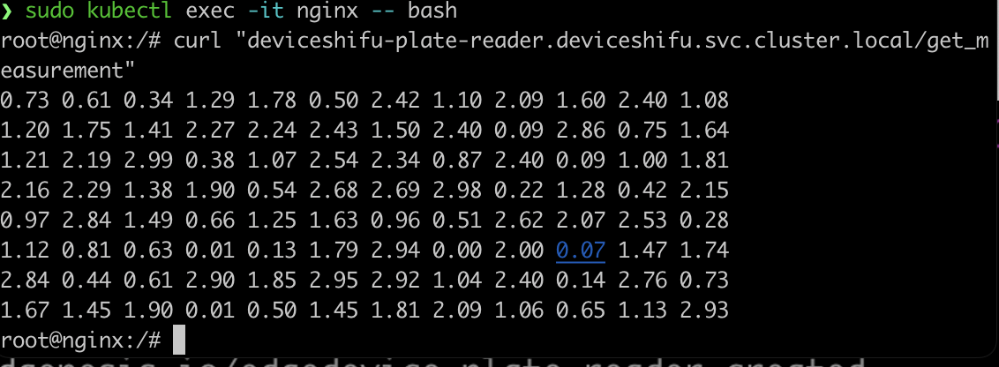 ❯ sudo kubectl exec -it nginx -- bash
root@nginx:/# curl "deviceshifu-plate-reader.deviceshifu.svc.cluster.local/get_m
easurement"
0.73 0.61 0.34 1.29 1.78 0.50 2.42 1.10 2.09 1.60 2.40 1.08
1.20 1.75 1.41 2.27 2.24 2.43 1.50 2.40 0.09 2.86 0.75 1.64
1.21 2.19 2.99 0.38 1.07 2.54 2.34 0.87 2.40 0.09 1.00 1.81
2.16 2.29 1.38 1.90 0.54 2.68 2.69 2.98 0.22 1.28 0.42 2.15
0.97 2.84 1.49 0.66 1.25 1.63 0.96 0.51 2.62 2.07 2.53 0.28
1.12 0.81 0.63 0.01 0.13 1.79 2.94 0.00 2.00 0.07 1.47 1.74
2.84 0.44 0.61 2.90 1.85 2.95 2.92 1.04 2.40 0.14 2.76 0.73
1.67 1.45 1.90 0.01 0.50 1.45 1.81 2.09 1.06 0.65 1.13 2.93
root@nginx:/#